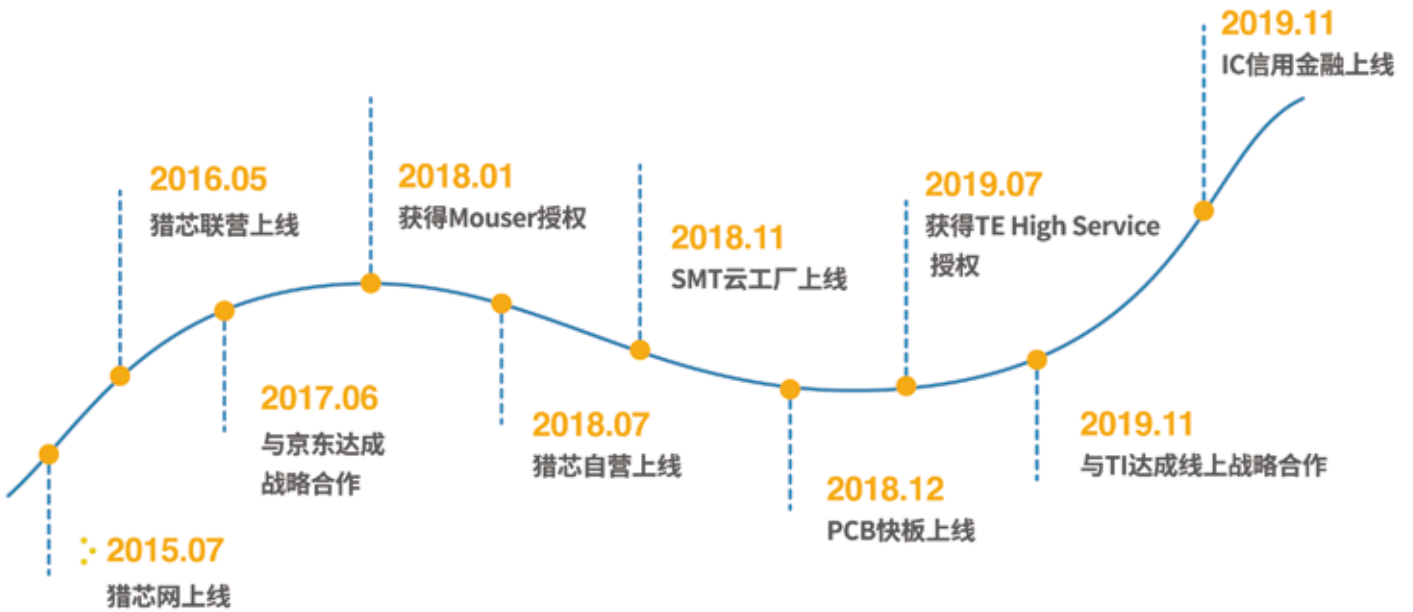 2015.07
猎芯网上线
2016.05
猎芯联营上线
2017.06
与京东达成
战略合作
2018.01
获得Mouser授权
2018.07
猎芯自营上线
2018.11
SMT云工厂上线
2018.12
PCB快板上线
2019.07
获得TE High Service
授权
2019.11
与TI达成线上战略合作
2019.11
IC信用金融上线